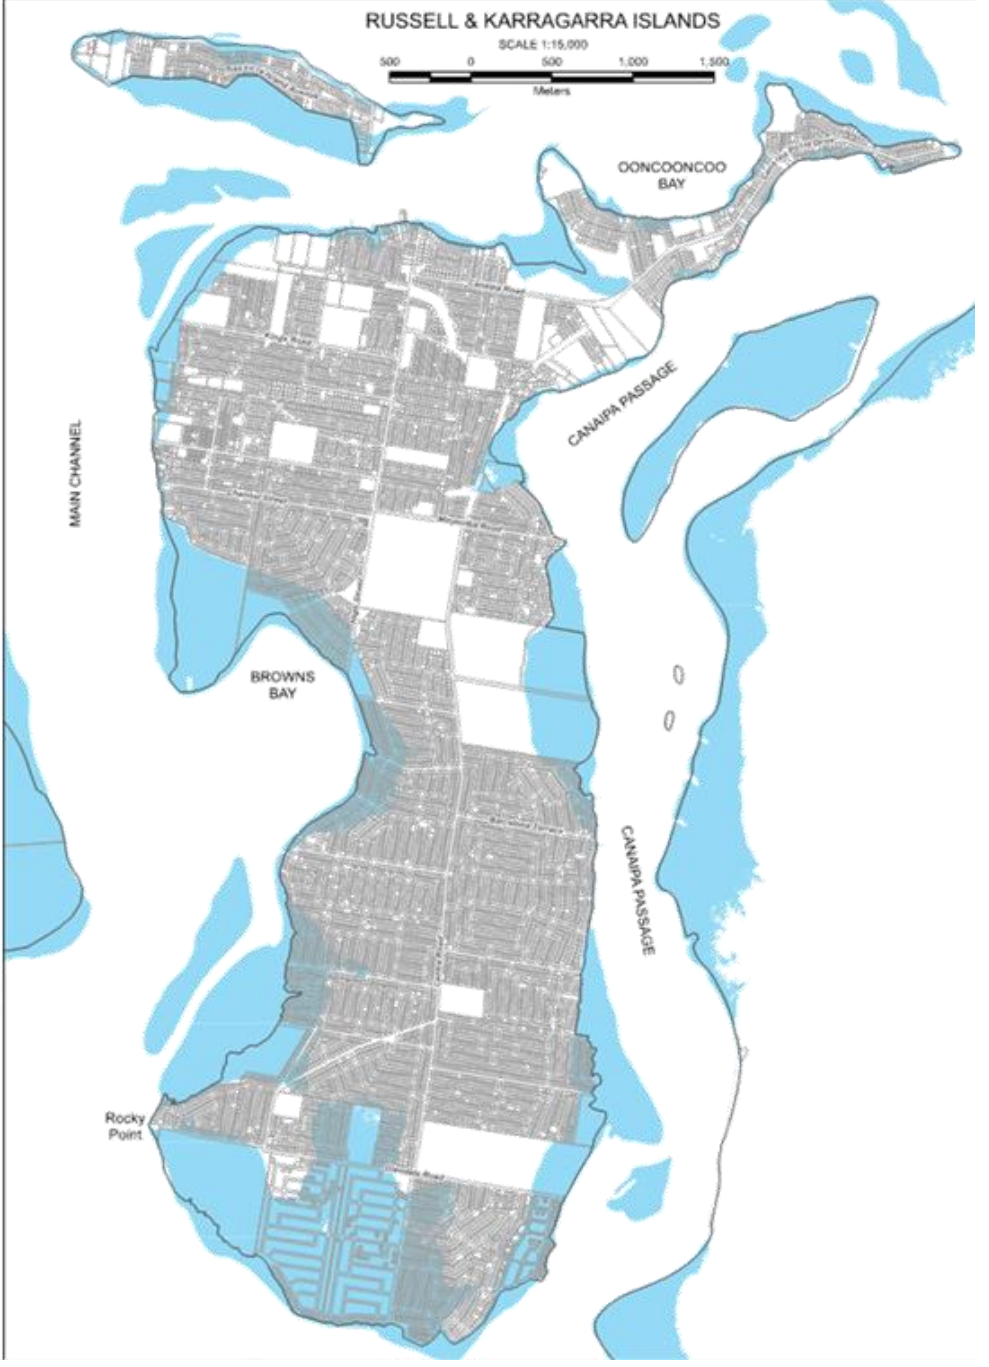 RUSSELL & KARRAGARRA ISLANDS
SCALE 1:15,000
500 0 500 1,000 1,500
Meters
OONCOONCOO
BAY
CANAIPA PASSAGE
MAIN CHANNEL
BROWNS
BAY
CANAIPA PASSAGE
Rocky
Point